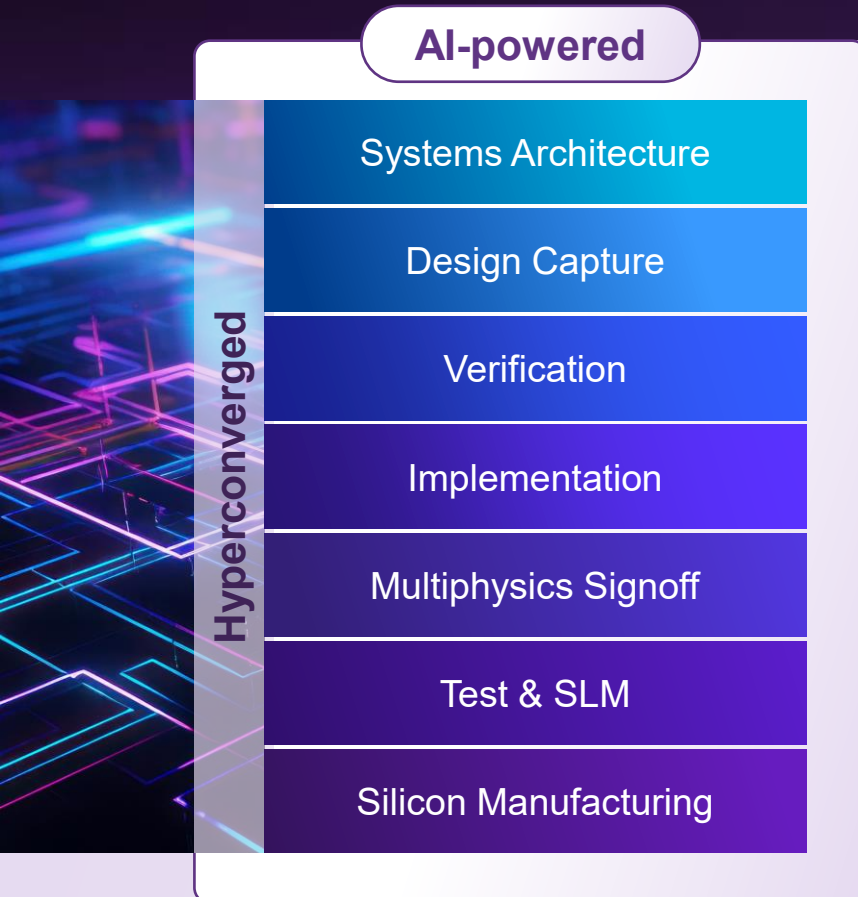 AI-powered
Hyperconverged
Systems Architecture
Design Capture
Verification
Implementation
Multiphysics Signoff
Test & SLM
Silicon Manufacturing